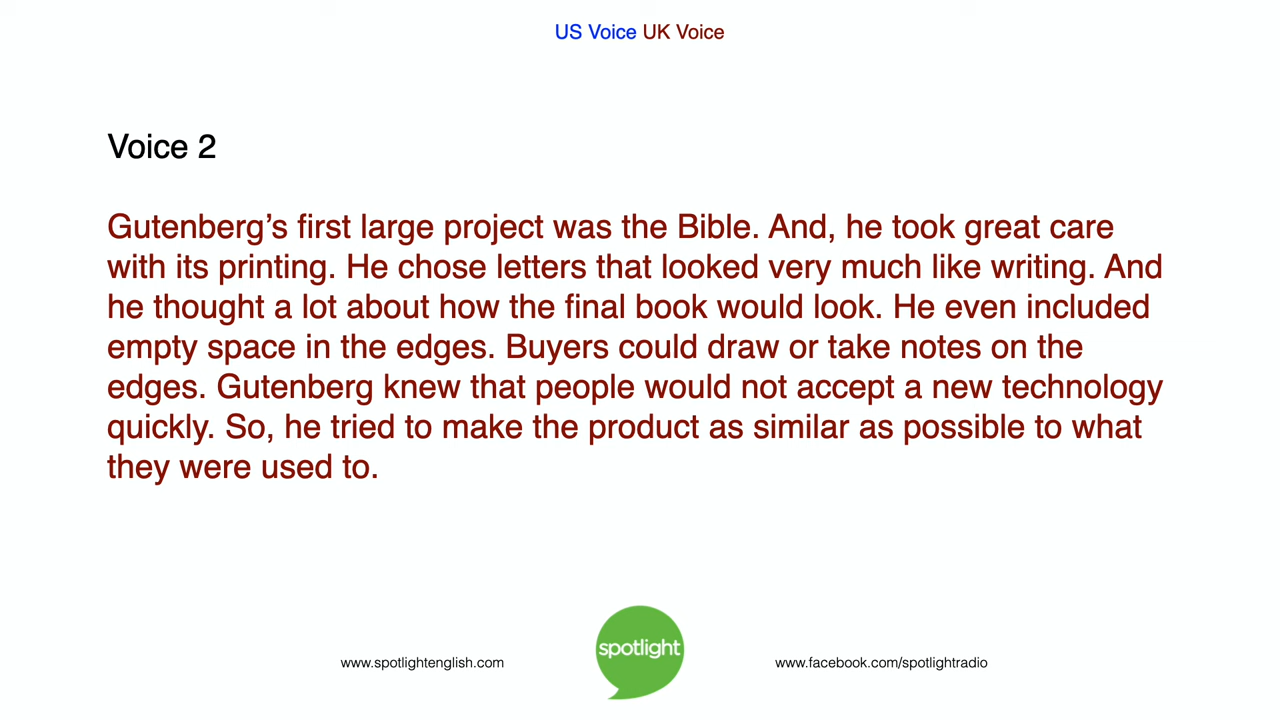 US Voice UK Voice
Voice 2
Gutenberg’s first large project was the Bible. And, he took great care
with its printing. He chose letters that looked very much like writing. And
he thought a lot about how the final book would look. He even included
empty space in the edges. Buyers could draw or take notes on the
edges. Gutenberg knew that people would not accept a new technology
quickly. So, he tried to make the product as similar as possible to what
they were used to.
www.spotlightenglish.com
spotlight
www.facebook.com/spotlightradio